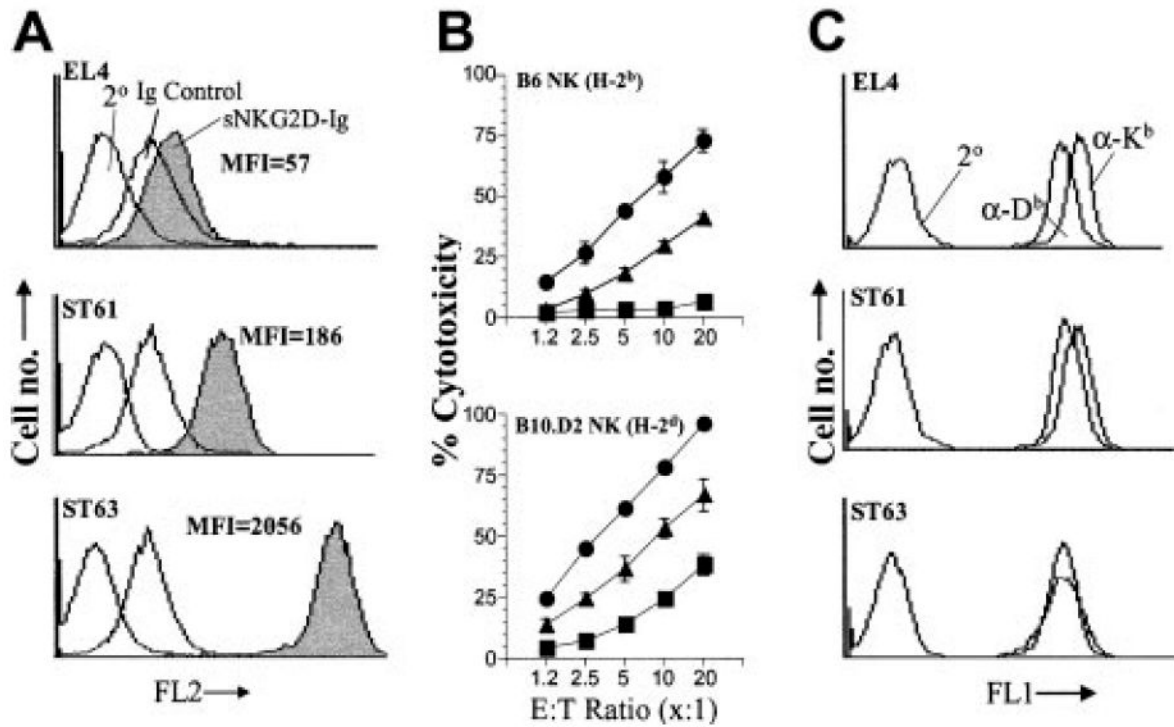 A
EL4
2° Ig Control
sNKG2D-Ig
MFI=57
ST61
MFI=186
ST63
MFI=2056
Cell no.
FL2
B
B6 NK (H-2ᵇ)
100
75
50
25
0
1.2 2.5 5 10 20
B10.D2 NK (H-2ᵈ)
100
75
50
25
0
1.2 2.5 5 10 20
% Cytotoxicity
E:T Ratio (x:1)
C
EL4
2°
α-Dᵇ
α-Kᵇ
ST61
ST63
Cell no.
FL1